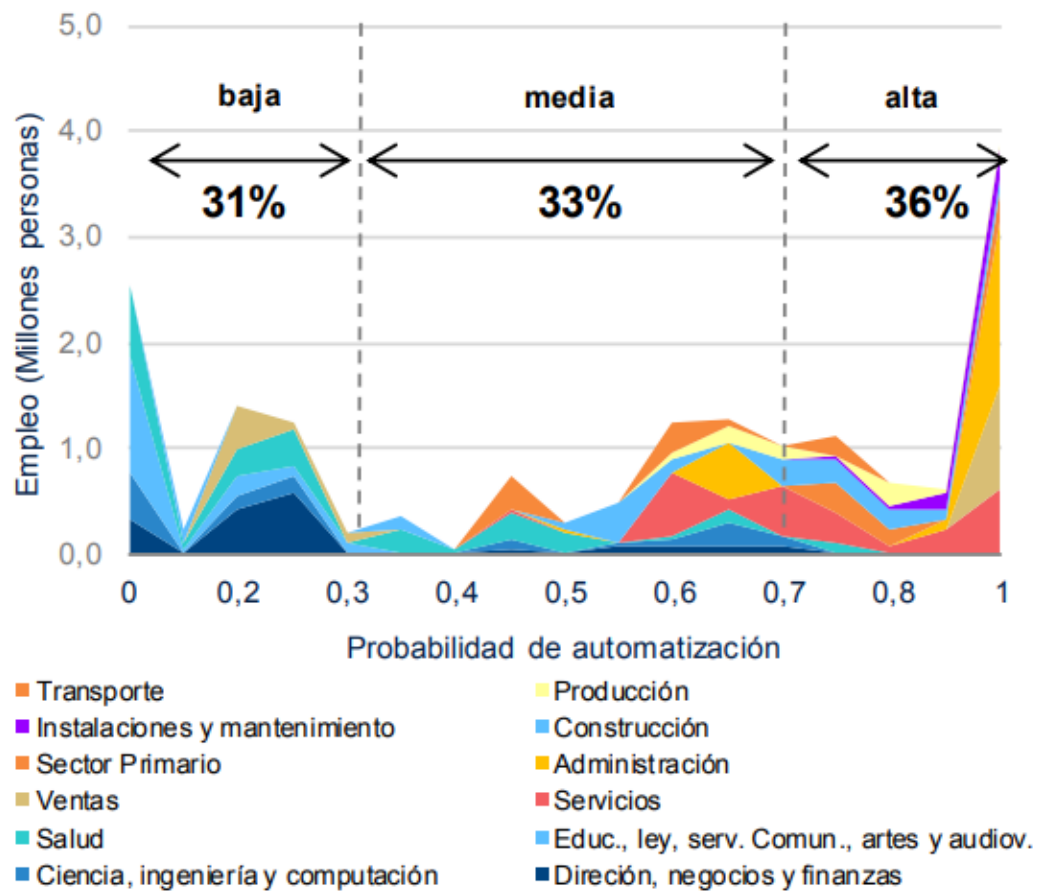 5,0
baja media alta
4,0
31% 33% 36%
3,0
2,0
1,0
0,0
Empleo (Millones personas)
0 0,2 0,3 0,4 0,5 0,6 0,7 0,8 1
Probabilidad de automatización
Transporte Producción
Instalaciones y mantenimiento Construcción
Sector Primario Administración
Ventas Servicios
Salud Educ., ley, serv. Comun., artes y audiov.
Ciencia, ingeniería y computación Direción, negocios y finanzas